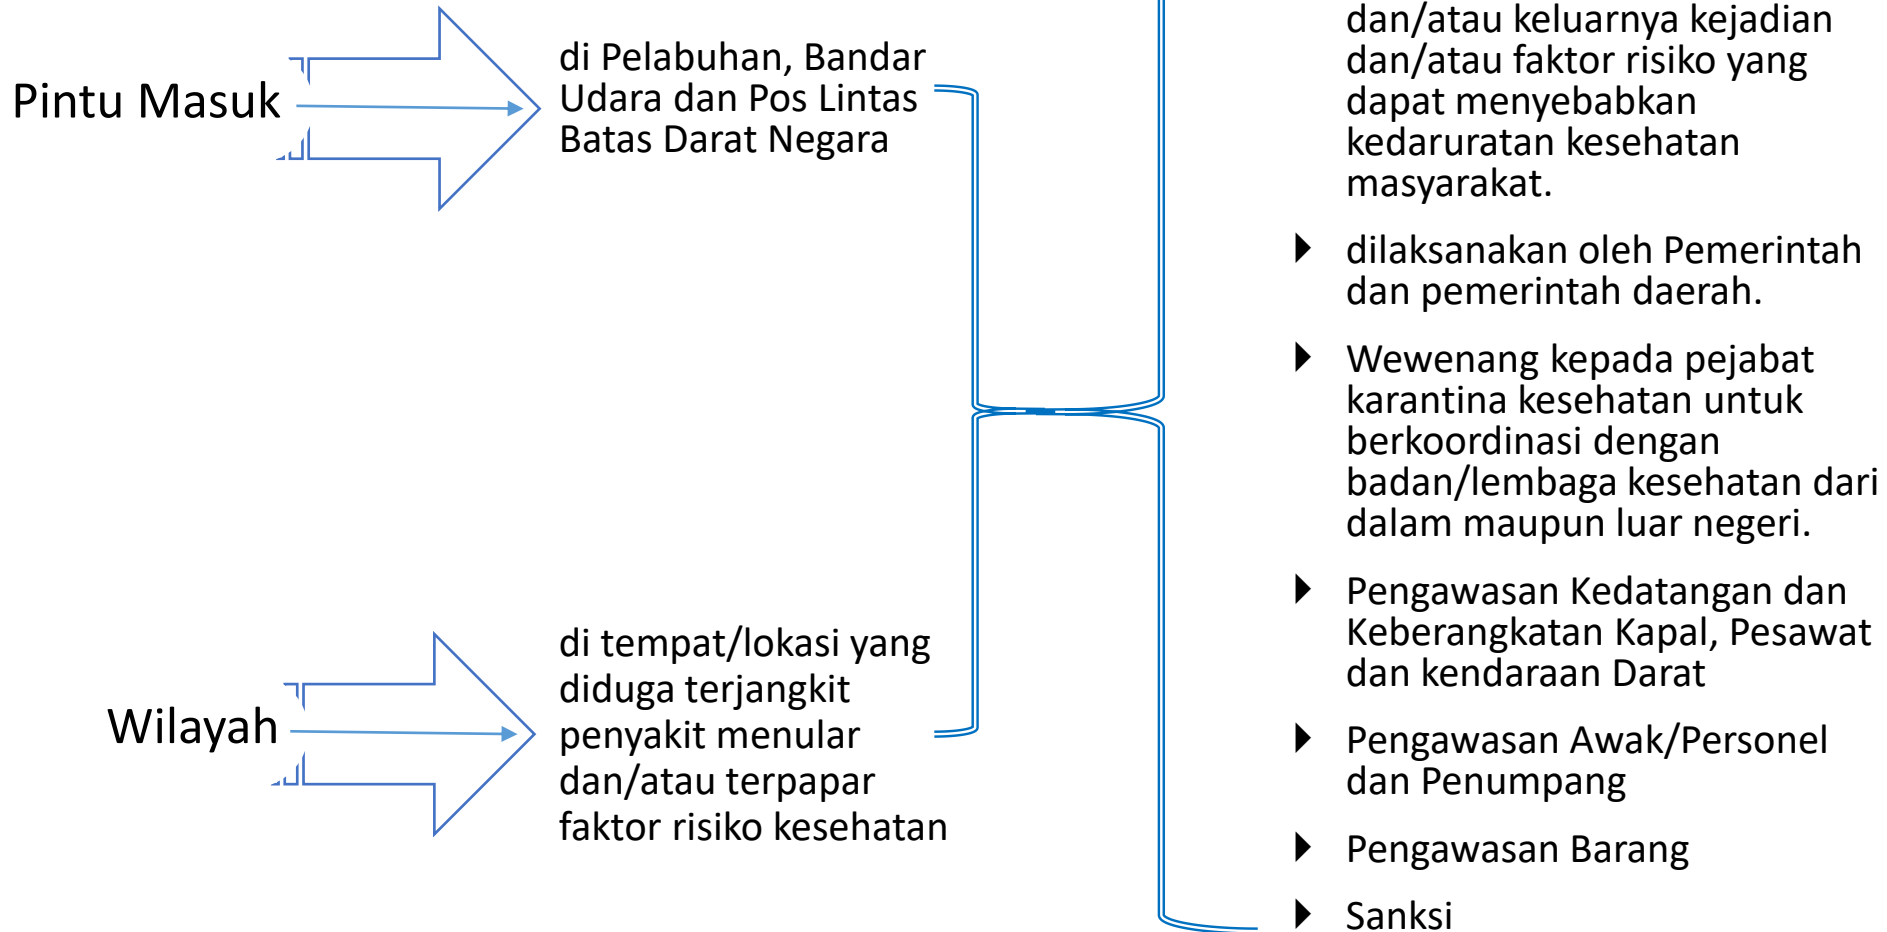 Pintu Masuk
di Pelabuhan, Bandar
Udara dan Pos Lintas
Batas Darat Negara
Wilayah
di tempat/lokasi yang
diduga terjangkit
penyakit menular
dan/atau terpapar
faktor risiko kesehatan
dan/atau keluarnya kejadian
dan/atau faktor risiko yang
dapat menyebabkan
kedaruratan kesehatan
masyarakat.
dilaksanakan oleh Pemerintah
dan pemerintah daerah.
Wewenang kepada pejabat
karantina kesehatan untuk
berkoordinasi dengan
badan/lembaga kesehatan dari
dalam maupun luar negeri.
Pengawasan Kedatangan dan
Keberangkatan Kapal, Pesawat
dan kendaraan Darat
Pengawasan Awak/Personel
dan Penumpang
Pengawasan Barang
Sanksi